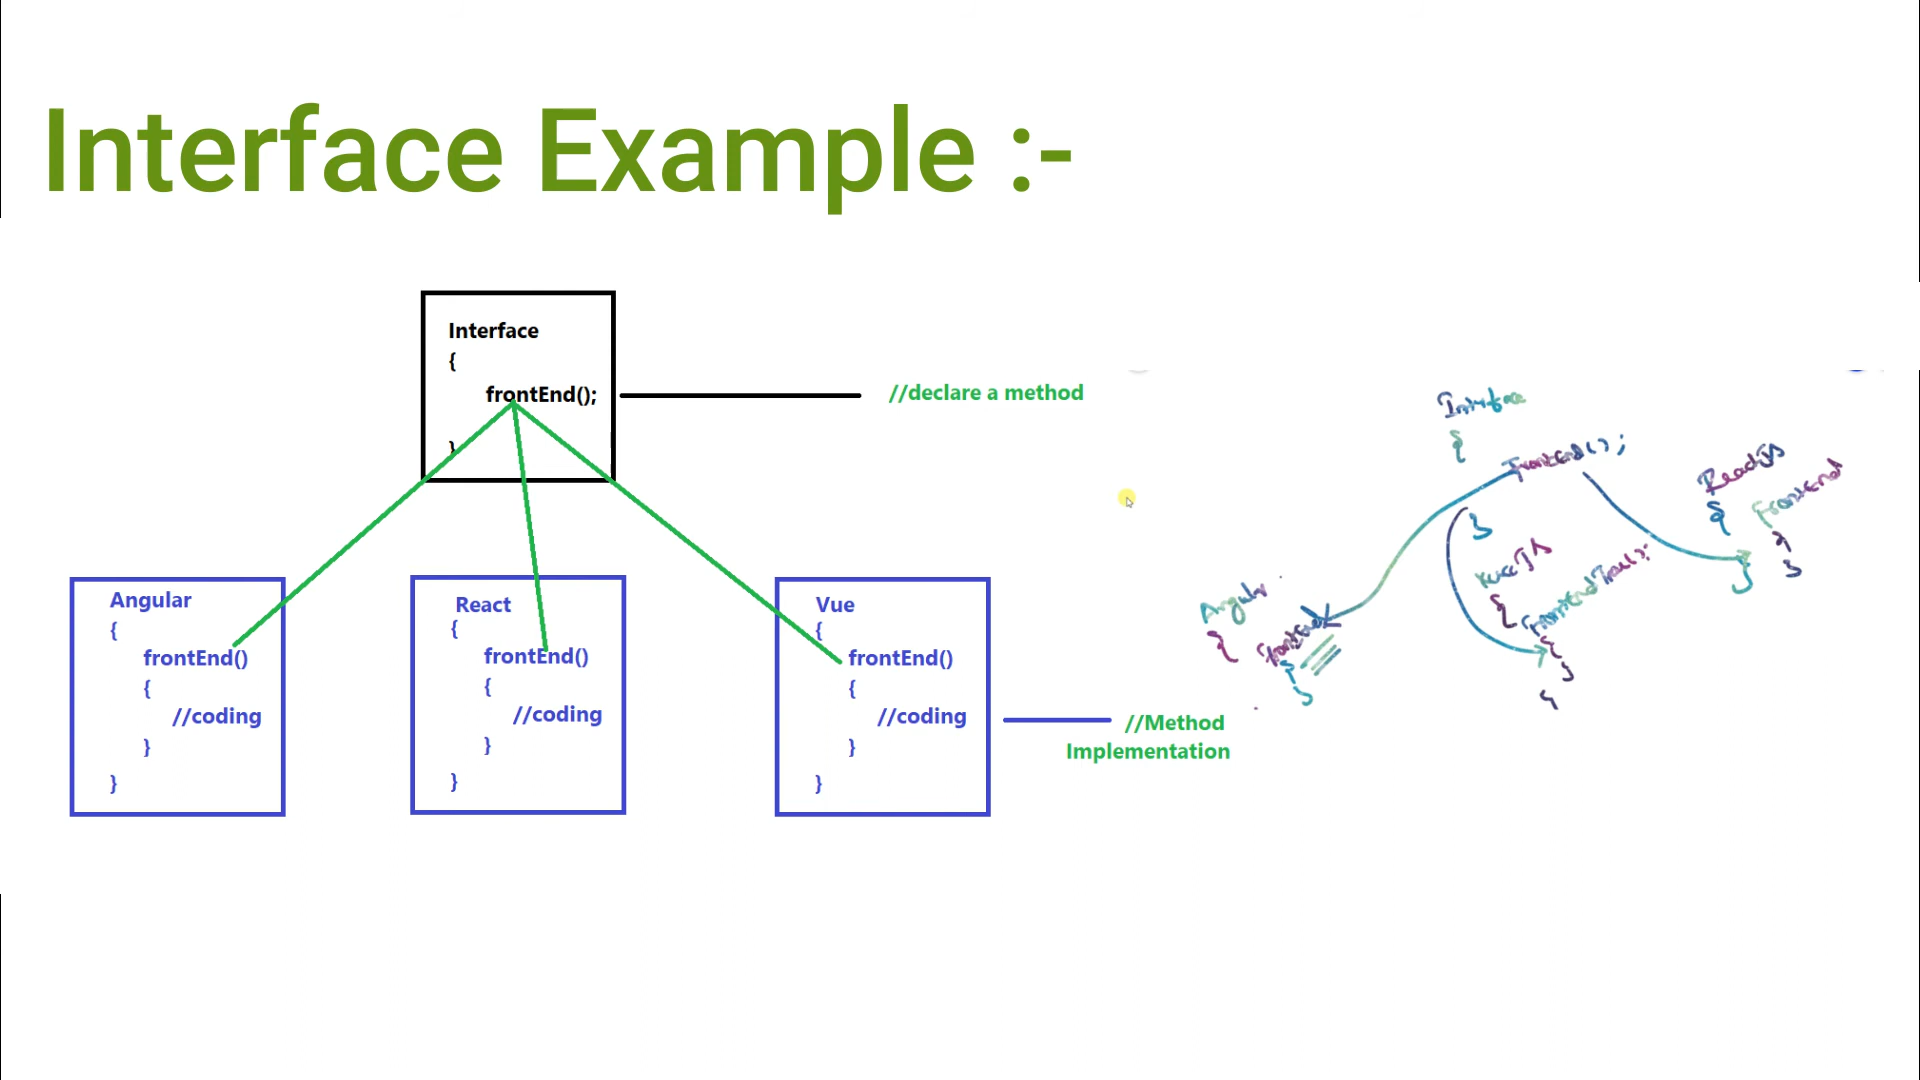 Interface Example :-
Interface
{
frontEnd();
}
//declare a method
Angular
{
frontEnd()
{
//coding
}
}
React
{
frontEnd()
{
//coding
}
}
Vue
{
frontEnd()
{
//coding
}
}
//Method
Implementation
Interface
{
frontEnd();
}
Angular
{
ReactJS
{
frontend
}